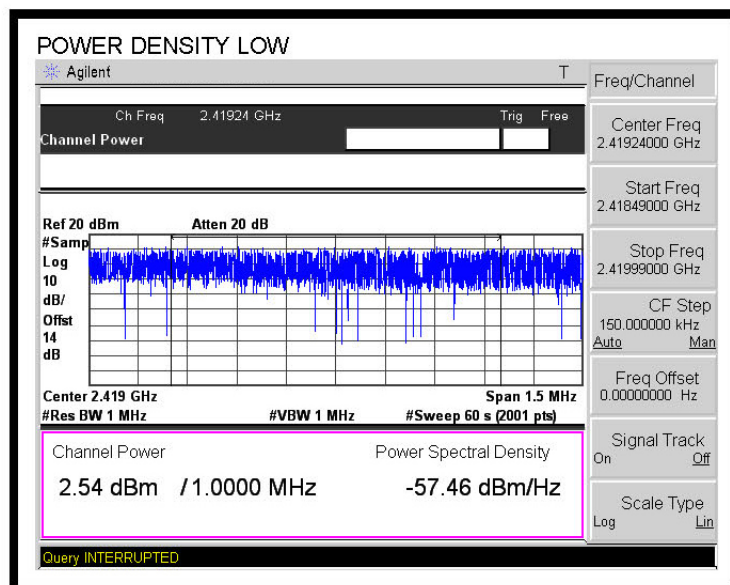 POWER DENSITY LOW
Agilent T
Ch Freq 2.41924 GHz Trig Free
Channel Power
Ref 20 dBm Atten 20 dB
#Samp
Log
10
dB/
Offst
14
dB
Center 2.419 GHz Span 1.5 MHz
#Res BW 1 MHz #VBW 1 MHz #Sweep 60 s (2001 pts)
Channel Power Power Spectral Density
2.54 dBm /1.0000 MHz -57.46 dBm/Hz
Query INTERRUPTED
Freq/Channel
Center Freq
2.41924000 GHz
Start Freq
2.41849000 GHz
Stop Freq
2.41999000 GHz
CF Step
150.000000 kHz
Auto Man
Freq Offset
0.00000000 Hz
Signal Track
On Off
Scale Type
Log Lin